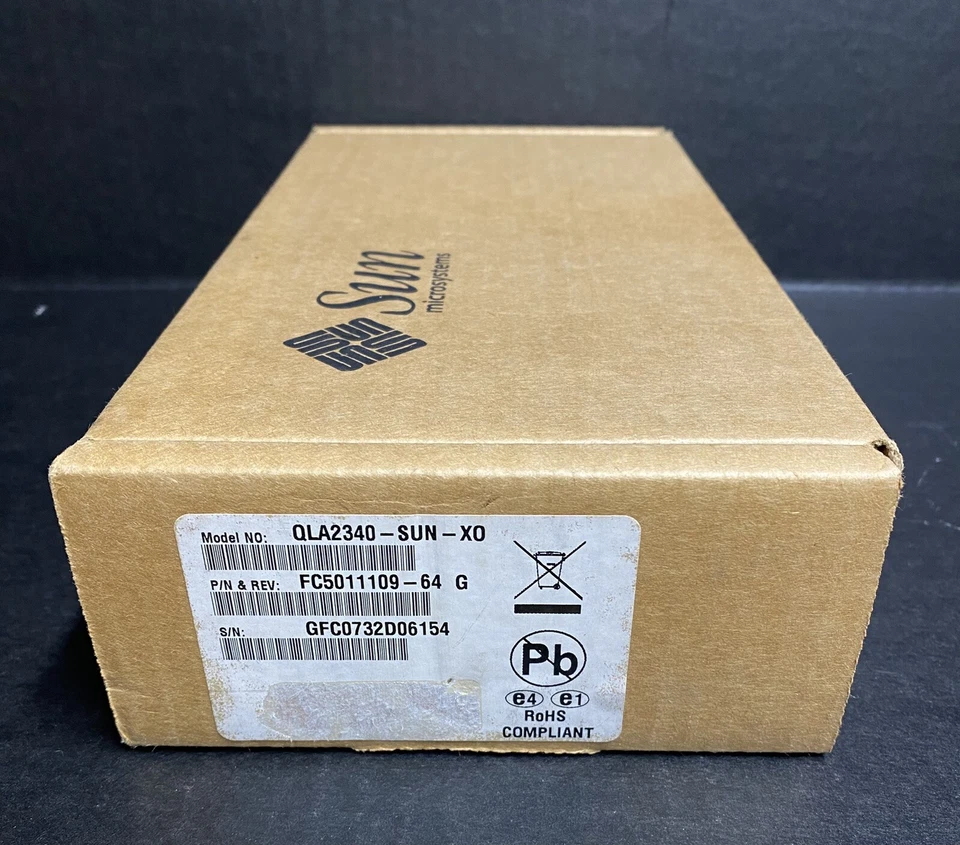 Sun
microsystems
Model NO: QLA2340-SUN-XO
P/N & REV: FC5011109-64 G
S/N: GFC0732D06154
Pb
e4 e1
RoHS
COMPLIANT